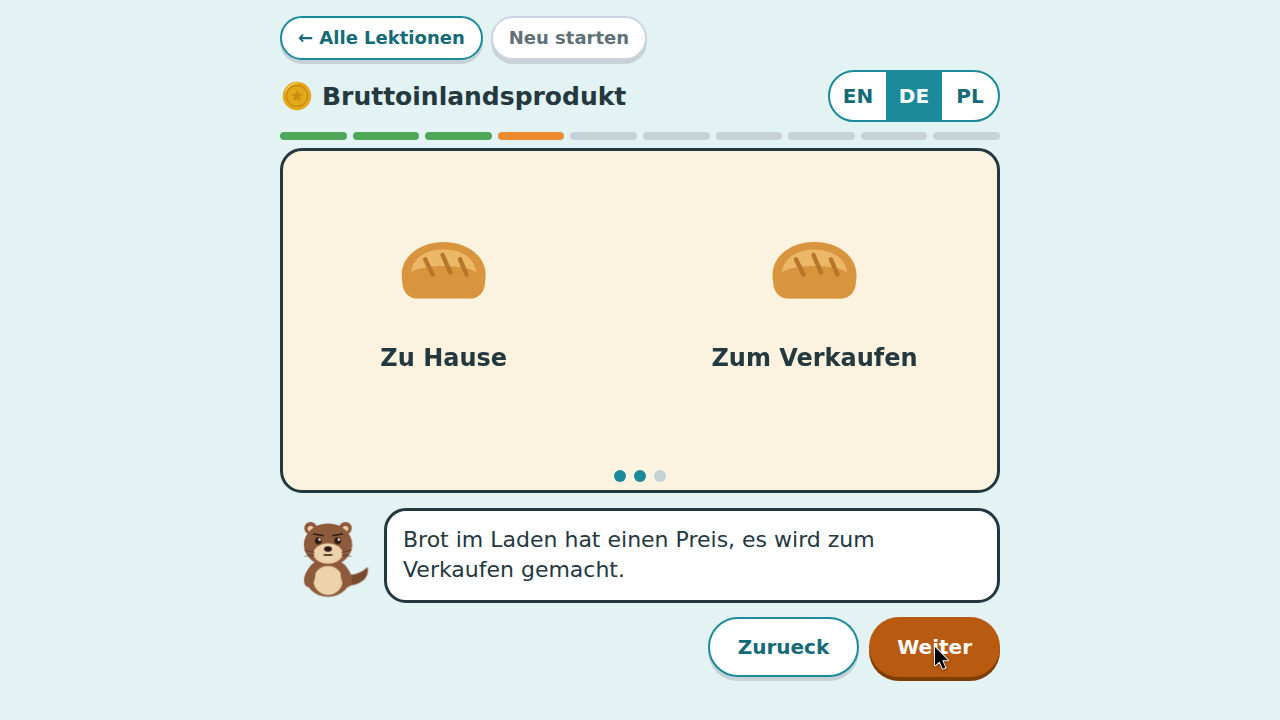 ← Alle Lektionen
Neu starten
Bruttoinlandsprodukt
EN DE PL
Zu Hause
Zum Verkaufen
Brot im Laden hat einen Preis, es wird zum
Verkaufen gemacht.
Zurueck
Weiter